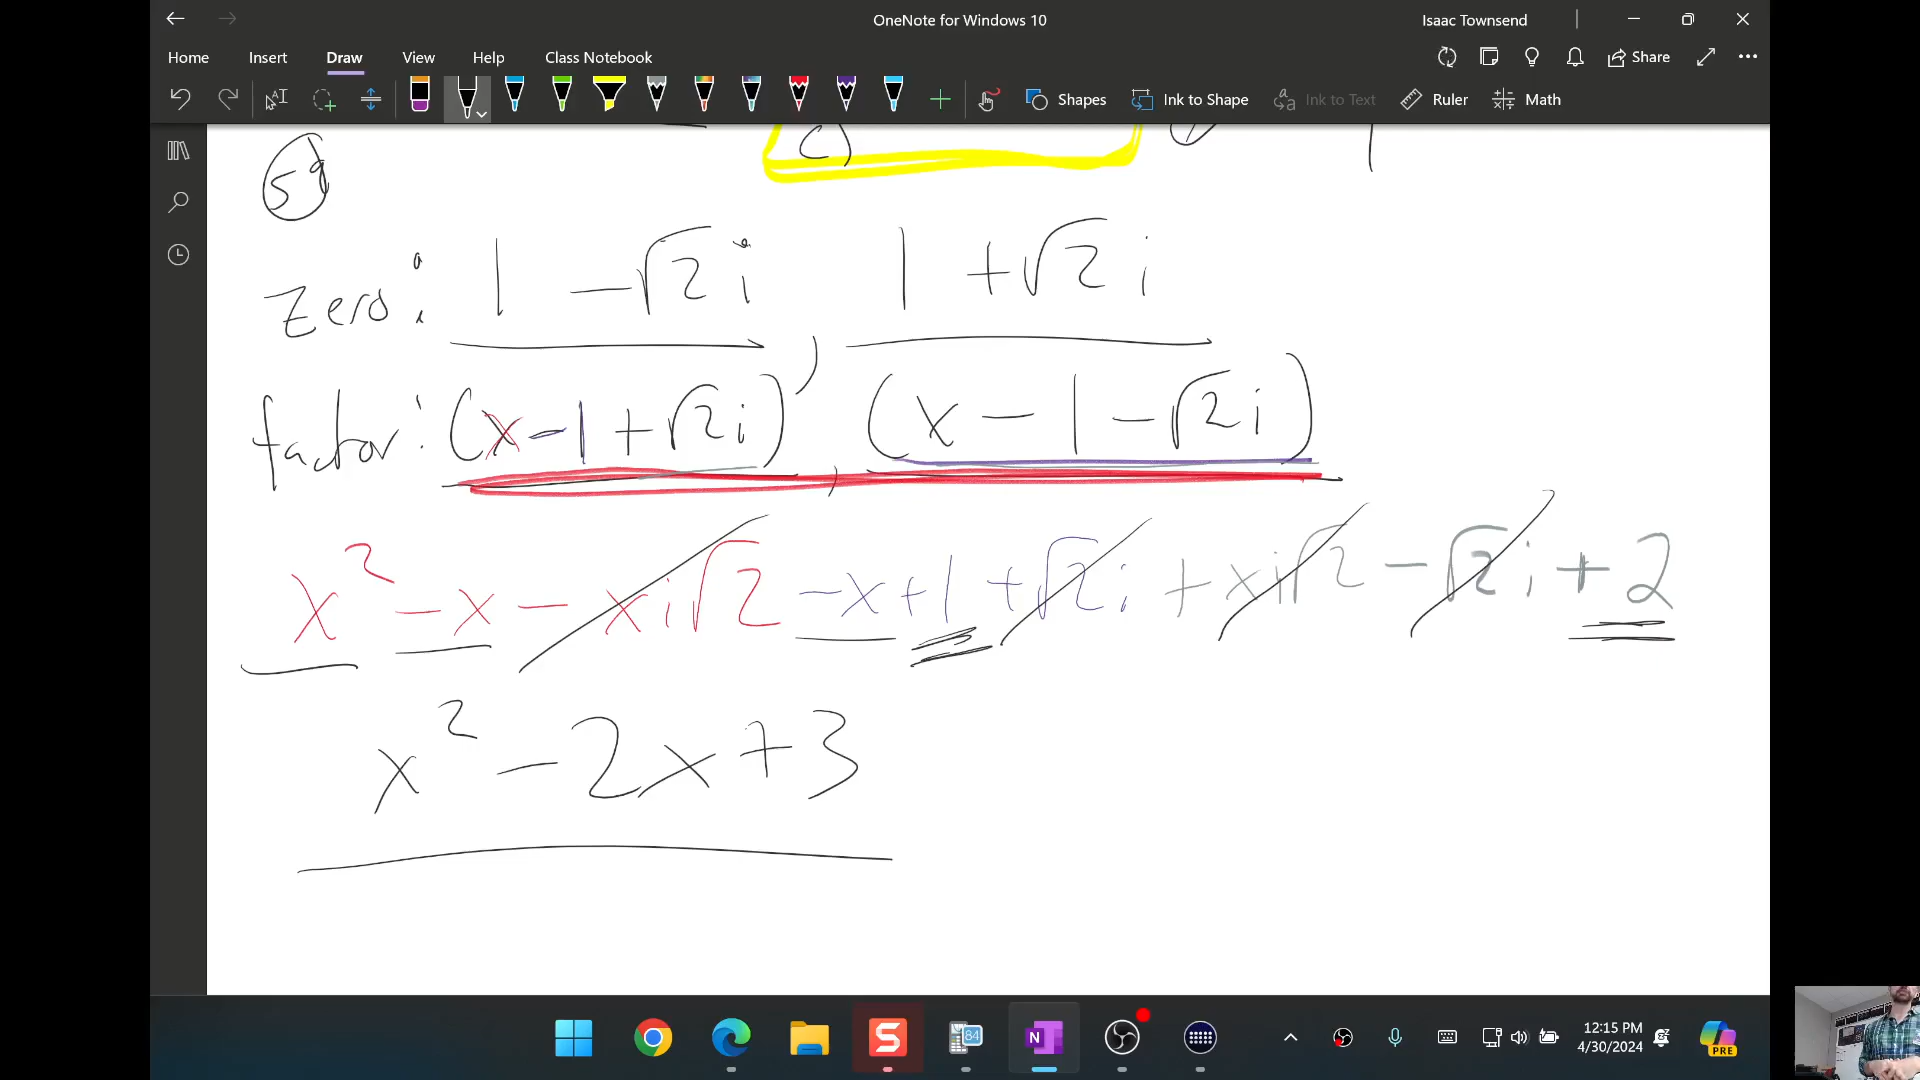 OneNote for Windows 10
Isaac Townsend
Home Insert Draw View Help Class Notebook
Share
Shapes Ink to Shape Ink to Text Ruler Math
c)
5
zero: 1 - √2 i , 1 + √2 i
factor: (x - 1 + √2 i) , (x - 1 - √2 i)
x² - x - xi√2 - x + 1 + √2 i + xi√2 - √2 i + 2
x² - 2x + 3
84
N
S
12:15 PM
4/30/2024
PRE